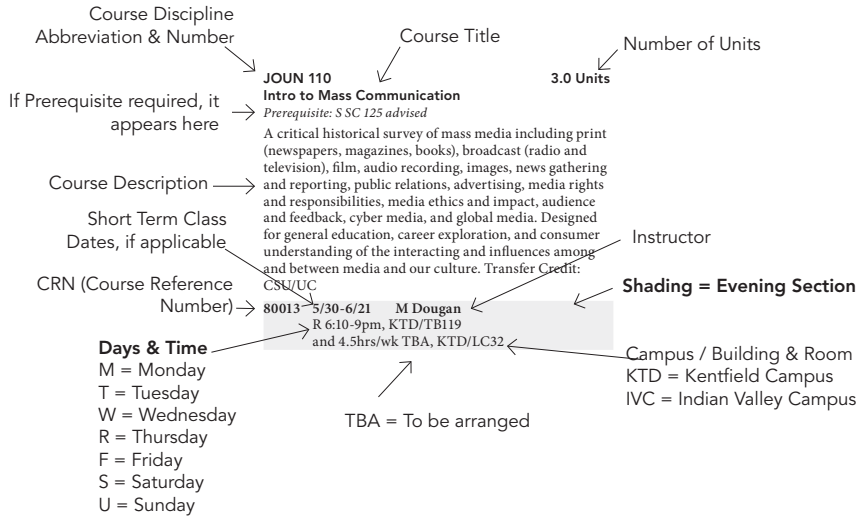 Course Discipline
Abbreviation & Number
Course Title
Number of Units
JOUN 110
3.0 Units
Intro to Mass Communication
If Prerequisite required, it
appears here
Prerequisite: S SC 125 advised
A critical historical survey of mass media including print
(newspapers, magazines, books), broadcast (radio and
television), film, audio recording, images, news gathering
and reporting, public relations, advertising, media rights
and responsibilities, media ethics and impact, audience
and feedback, cyber media, and global media. Designed
for general education, career exploration, and consumer
understanding of the interacting and influences among
and between media and our culture. Transfer Credit:
CSU/UC
Course Description
Short Term Class
Dates, if applicable
Instructor
CRN (Course Reference
Number)
Shading = Evening Section
80013 5/30-6/21 M Dougan
R 6:10-9pm, KTD/TB119
and 4.5hrs/wk TBA, KTD/LC32
Days & Time
M = Monday
T = Tuesday
W = Wednesday
R = Thursday
F = Friday
S = Saturday
U = Sunday
TBA = To be arranged
Campus / Building & Room
KTD = Kentfield Campus
IVC = Indian Valley Campus